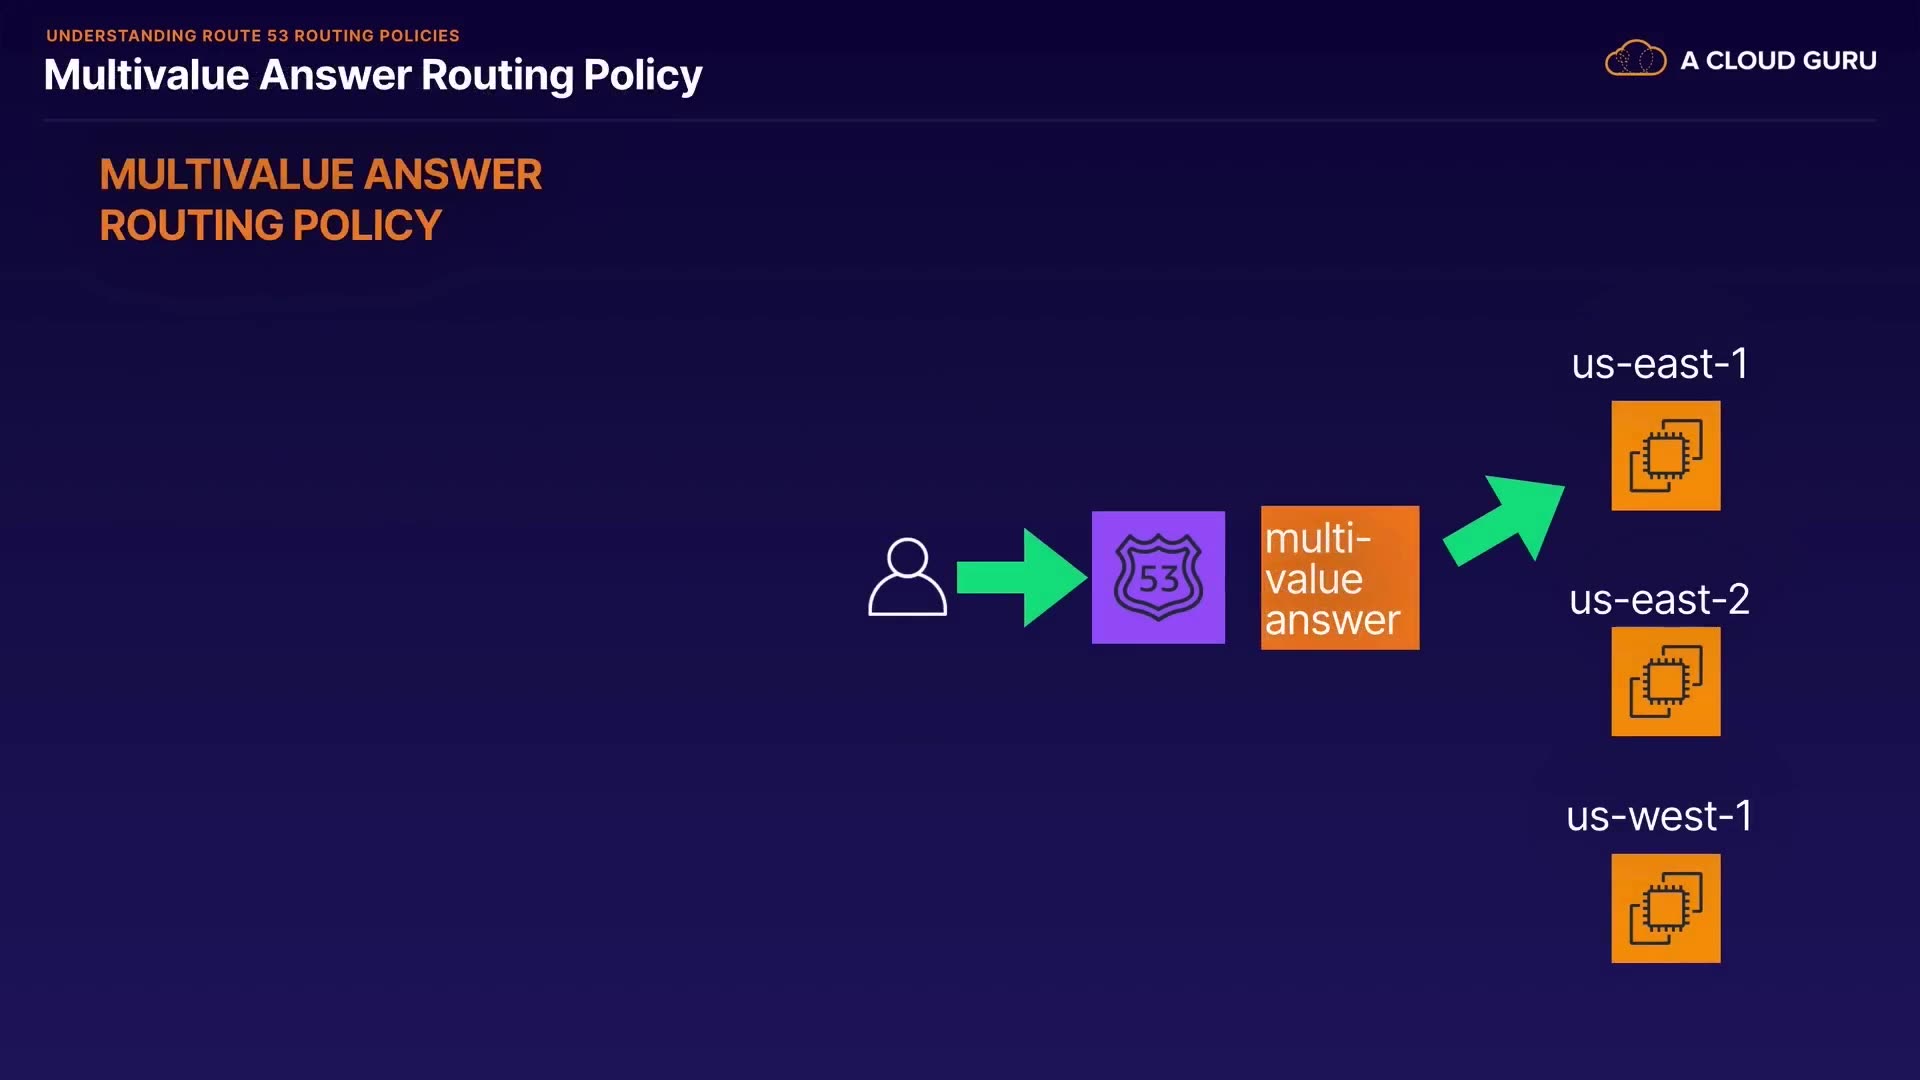 UNDERSTANDING ROUTE 53 ROUTING POLICIES
Multivalue Answer Routing Policy
A CLOUD GURU
MULTIVALUE ANSWER
ROUTING POLICY
us-east-1
53
multi-
value
answer
us-east-2
us-west-1